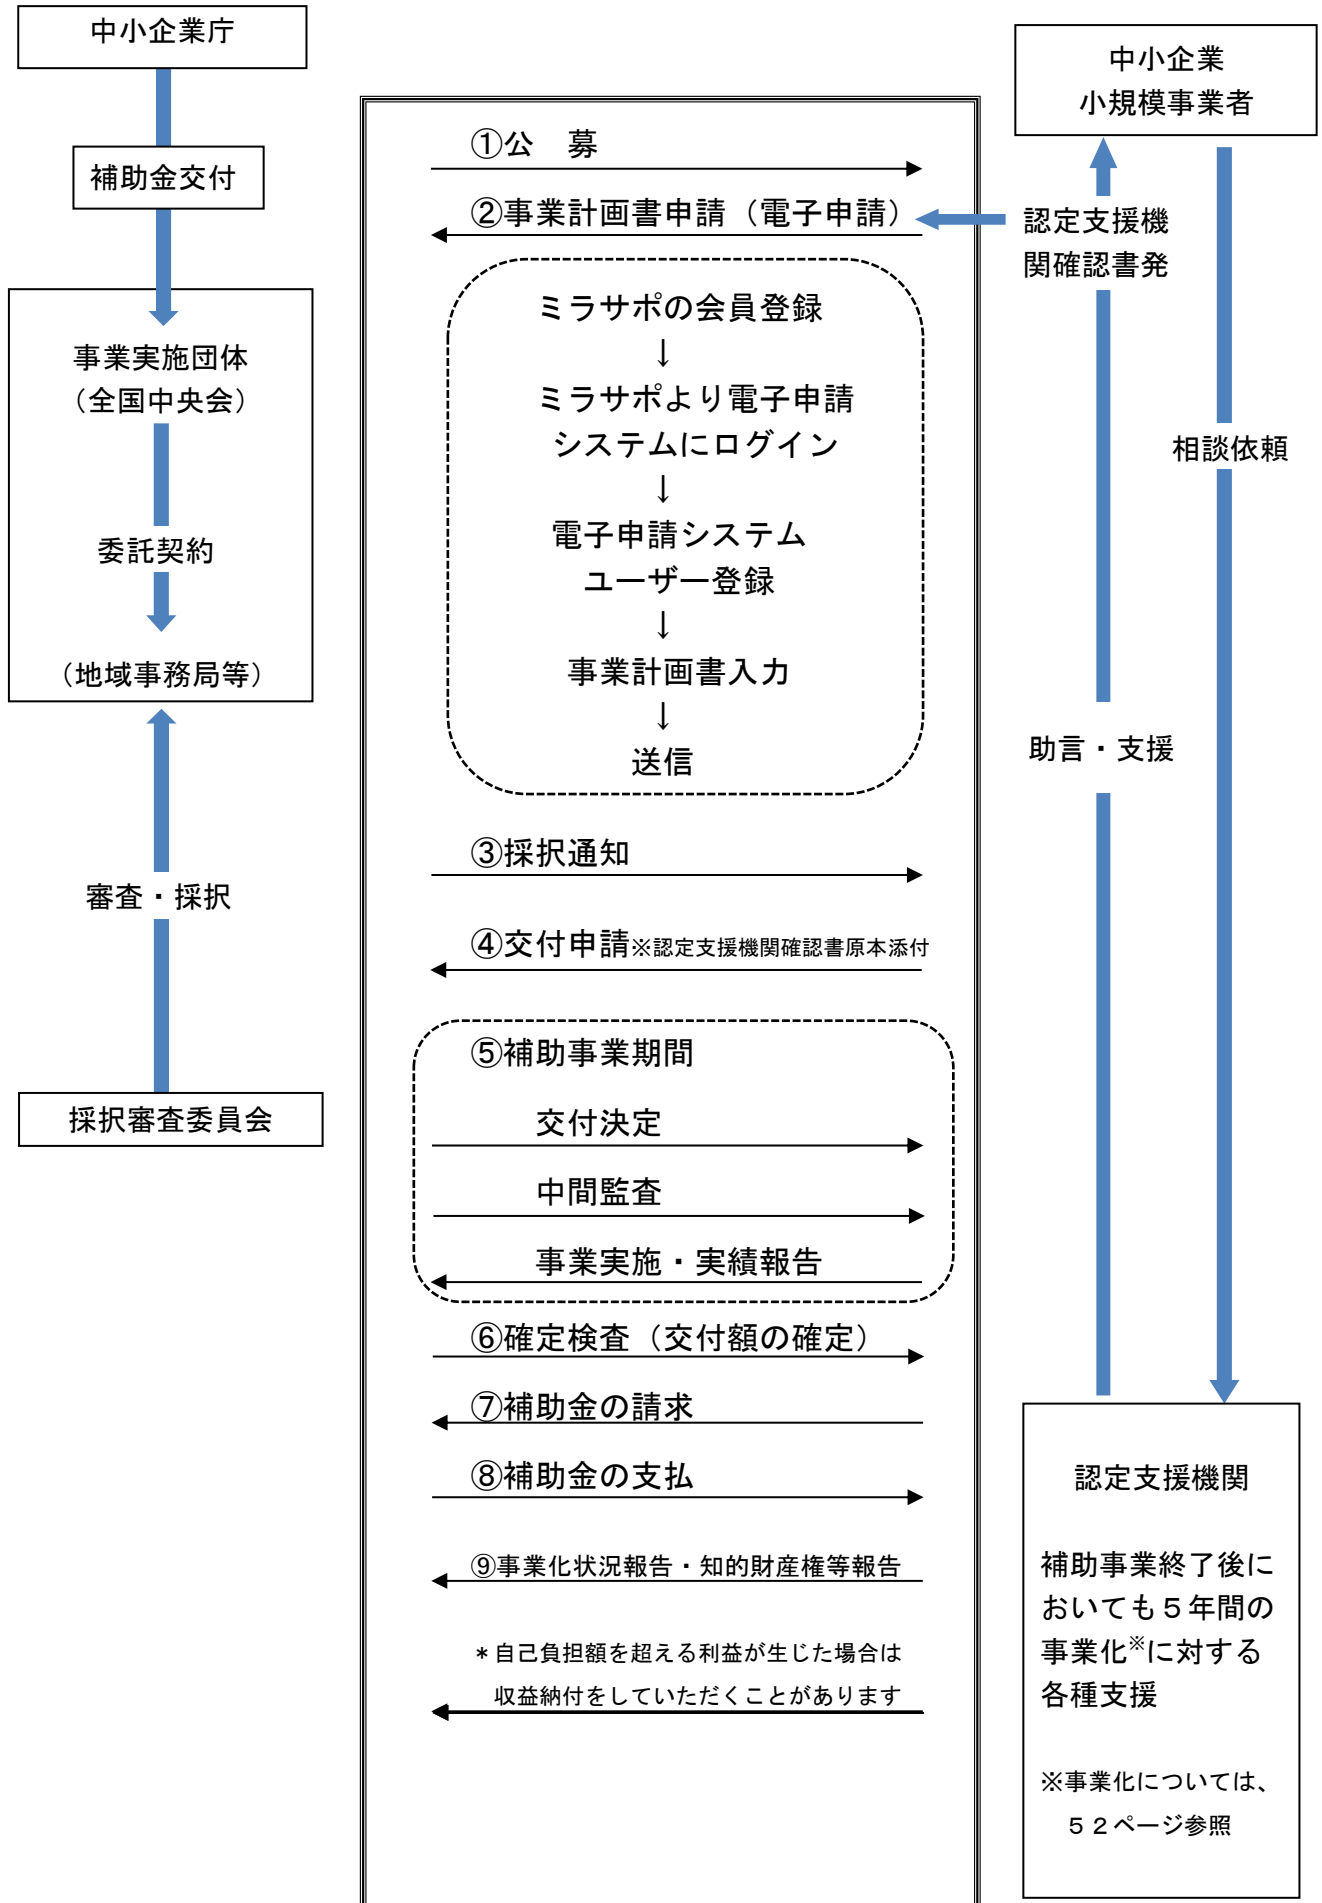 中小企業庁
補助金交付
事業実施団体
（全国中央会）
委託契約
（地域事務局等）
審査・採択
採択審査委員会
①公　募
②事業計画書申請（電子申請）
ミラサポの会員登録
↓
ミラサポより電子申請
システムにログイン
↓
電子申請システム
ユーザー登録
↓
事業計画書入力
↓
送信
③採択通知
④交付申請※認定支援機関確認書原本添付
⑤補助事業期間
交付決定
中間監査
事業実施・実績報告
⑥確定検査（交付額の確定）
⑦補助金の請求
⑧補助金の支払
⑨事業化状況報告・知的財産権等報告
＊自己負担額を超える利益が生じた場合は
収益納付をしていただくことがあります
中小企業
小規模事業者
認定支援機
関確認書発
相談依頼
助言・支援
認定支援機関
補助事業終了後に
おいても５年間の
事業化※に対する
各種支援
※事業化については、
５２ページ参照